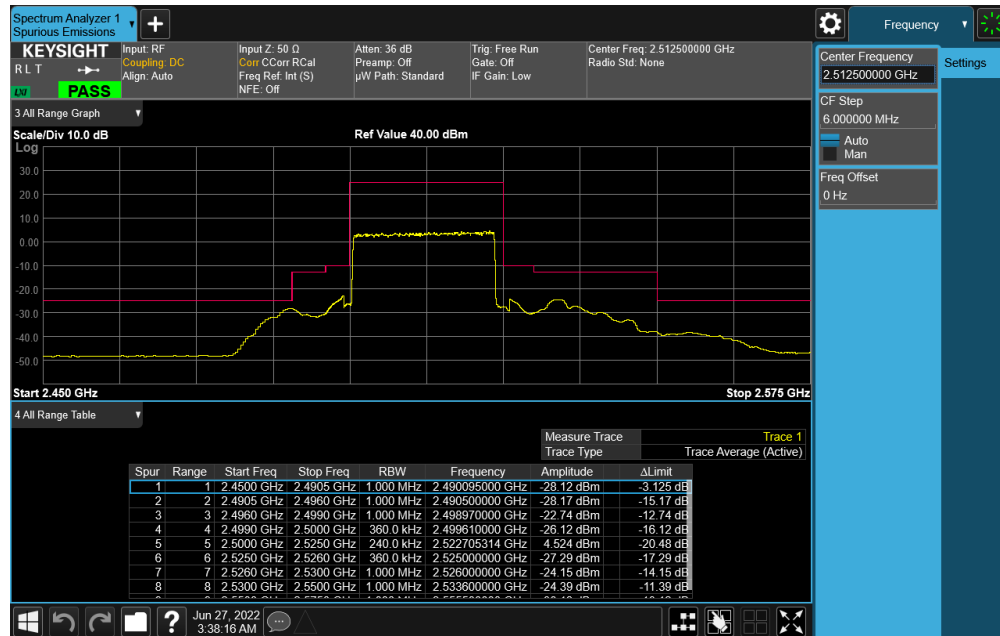 Spectrum Analyzer 1
Spurious Emissions
Frequency
KEYSIGHT
R L T
LXI
PASS
Input: RF
Coupling: DC
Align: Auto
Input Z: 50 Ω
Corr CCorr RCal
Freq Ref: Int (S)
NFE: Off
Atten: 36 dB
Preamp: Off
µW Path: Standard
Trig: Free Run
Gate: Off
IF Gain: Low
Center Freq: 2.512500000 GHz
Radio Std: None
Center Frequency
2.512500000 GHz
Settings
CF Step
6.000000 MHz
Auto
Man
Freq Offset
0 Hz
3 All Range Graph
Scale/Div 10.0 dB
Ref Value 40.00 dBm
Log
30.0
20.0
10.0
0.00
-10.0
-20.0
-30.0
-40.0
-50.0
Start 2.450 GHz
Stop 2.575 GHz
4 All Range Table
Measure Trace Trace 1
Trace Type Trace Average (Active)
Spur Range Start Freq Stop Freq RBW Frequency Amplitude ΔLimit
1 1 2.4500 GHz 2.4905 GHz 1.000 MHz 2.490095000 GHz -28.12 dBm -3.125 dB
2 2 2.4905 GHz 2.4960 GHz 1.000 MHz 2.490500000 GHz -28.17 dBm -15.17 dB
3 3 2.4960 GHz 2.4990 GHz 1.000 MHz 2.498970000 GHz -22.74 dBm -12.74 dB
4 4 2.4990 GHz 2.5000 GHz 360.0 kHz 2.499610000 GHz -26.12 dBm -16.12 dB
5 5 2.5000 GHz 2.5250 GHz 240.0 kHz 2.522705314 GHz 4.524 dBm -20.48 dB
6 6 2.5250 GHz 2.5260 GHz 360.0 kHz 2.525000000 GHz -27.29 dBm -17.29 dB
7 7 2.5260 GHz 2.5300 GHz 1.000 MHz 2.526000000 GHz -24.15 dBm -14.15 dB
8 8 2.5300 GHz 2.5500 GHz 1.000 MHz 2.533600000 GHz -24.39 dBm -11.39 dB
Jun 27, 2022
3:38:16 AM